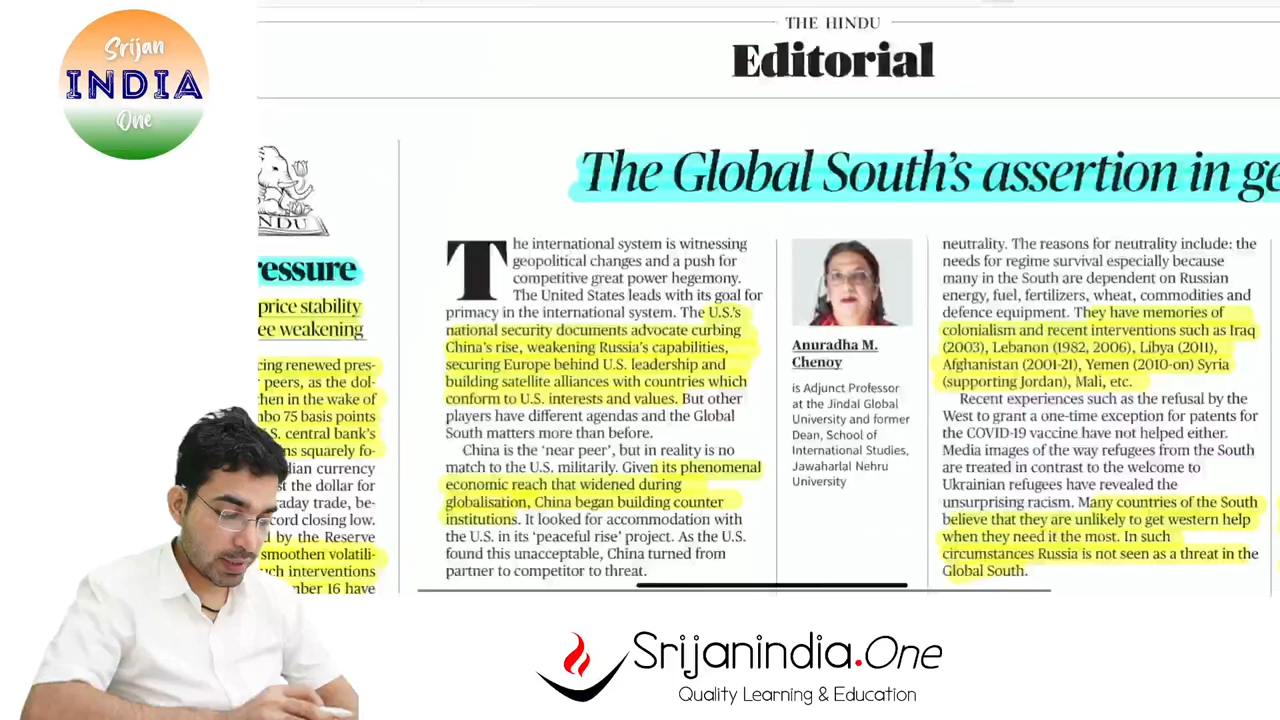 Srijan
INDIA
One
THE HINDU
Editorial
The Global South's assertion in
NDU
essure
price stability
ee weakening
cing renewed pres-
peers, as the dol-
hen in the wake of
nbo 75 basis points
S. central bank's
ns squarely fo-
dian currency
st the dollar for
raday trade, be-
cord closing low.
d by the Reserve
smoothen volatili-
uch interventions
mber 16 have
The international system is witnessing
geopolitical changes and a push for
competitive great power hegemony.
The United States leads with its goal for
primacy in the international system. The U.S.'s
national security documents advocate curbing
China's rise, weakening Russia's capabilities,
securing Europe behind U.S. leadership and
building satellite alliances with countries which
conform to U.S. interests and values. But other
players have different agendas and the Global
South matters more than before.
China is the 'near peer', but in reality is no
match to the U.S. militarily. Given its phenomenal
economic reach that widened during
globalisation, China began building counter
institutions. It looked for accommodation with
the U.S. in its 'peaceful rise' project. As the U.S.
found this unacceptable, China turned from
partner to competitor to threat.
Anuradha M.
Chenoy
is Adjunct Professor
at the Jindal Global
University and former
Dean, School of
International Studies,
Jawaharlal Nehru
University
neutrality. The reasons for neutrality include: the
needs for regime survival especially because
many in the South are dependent on Russian
energy, fuel, fertilizers, wheat, commodities and
defence equipment. They have memories of
colonialism and recent interventions such as Iraq
(2003), Lebanon (1982, 2006), Libya (2011),
Afghanistan (2001-21), Yemen (2010-on) Syria
(supporting Jordan), Mali, etc.
Recent experiences such as the refusal by the
West to grant a one-time exception for patents for
the COVID-19 vaccine have not helped either.
Media images of the way refugees from the South
are treated in contrast to the welcome to
Ukrainian refugees have revealed the
unsurprising racism. Many countries of the South
believe that they are unlikely to get western help
when they need it the most. In such
circumstances Russia is not seen as a threat in the
Global South.
Srijanindia.One
Quality Learning & Education